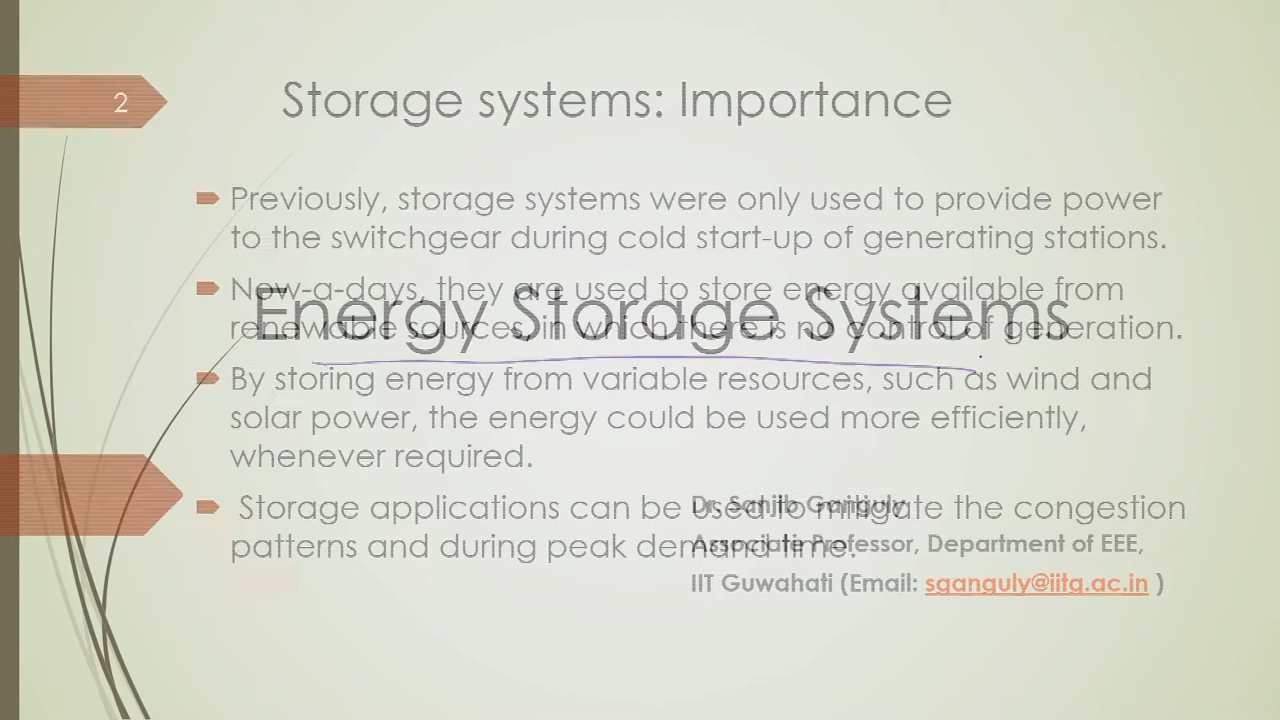 2
Storage systems: Importance
Previously, storage systems were only used to provide power
to the switchgear during cold start-up of generating stations.
Now-a-days, they are used to store energy available from
renewable sources, in which there is no control of generation.
Energy Storage Systems
By storing energy from variable resources, such as wind and
solar power, the energy could be used more efficiently,
whenever required.
Storage applications can be used to mitigate the congestion
patterns and during peak demand time.
Dr. Sanjib Ganguly
Associate Professor, Department of EEE,
IIT Guwahati (Email: sganguly@iitg.ac.in )